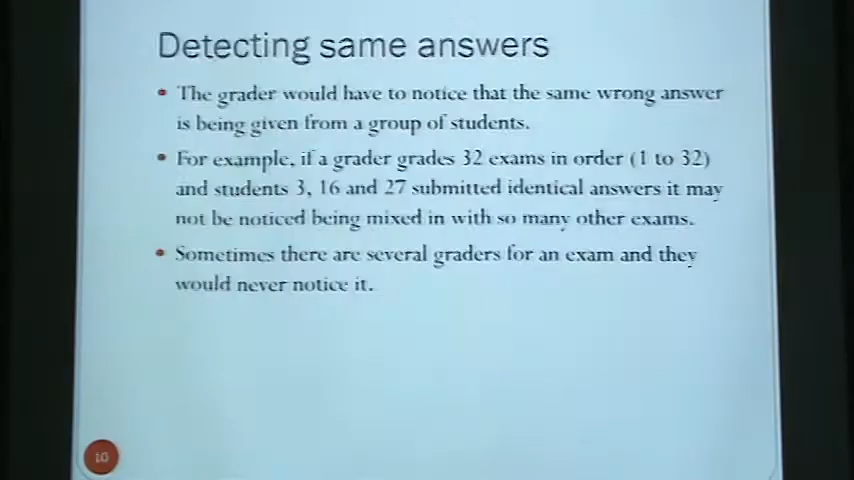 Detecting same answers
• The grader would have to notice that the same wrong answer
is being given from a group of students.
• For example, if a grader grades 32 exams in order (1 to 32)
and students 3, 16 and 27 submitted identical answers it may
not be noticed being mixed in with so many other exams.
• Sometimes there are several graders for an exam and they
would never notice it.
10